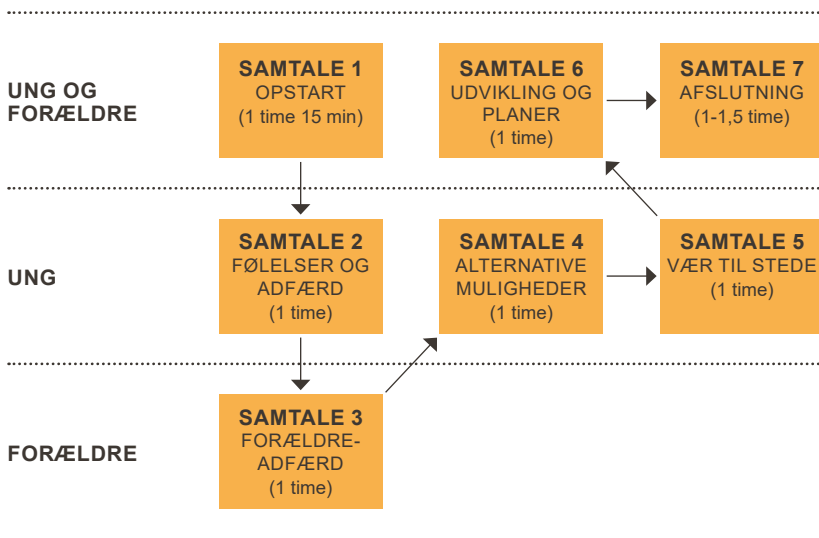 UNG OG
FORÆLDRE
SAMTALE 1
OPSTART
(1 time 15 min)
SAMTALE 6
UDVIKLING OG
PLANER
(1 time)
SAMTALE 7
AFSLUTNING
(1-1,5 time)
UNG
SAMTALE 2
FØLELSER OG
ADFÆRD
(1 time)
SAMTALE 4
ALTERNATIVE
MULIGHEDER
(1 time)
SAMTALE 5
VÆR TIL STEDE
(1 time)
FORÆLDRE
SAMTALE 3
FORÆLDRE-
ADFÆRD
(1 time)